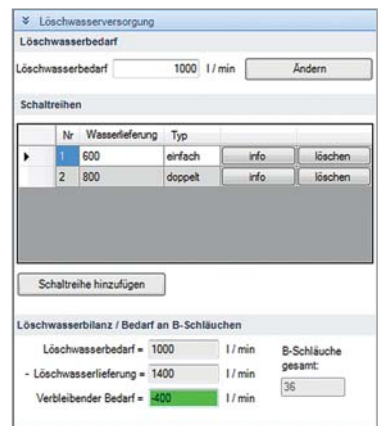 Löschwasserversorgung
Löschwasserbedarf
Löschwasserbedarf 1000 l / min Ändern
Schaltreihen
Nr Wasserlieferung Typ
1 600 einfach info löschen
2 800 doppelt info löschen
Schaltreihe hinzufügen
Löschwasserbilanz / Bedarf an B-Schläuchen
Löschwasserbedarf = 1000 l / min B-Schläuche
gesamt:
- Löschwasserlieferung = 1400 l / min
36
Verbleibender Bedarf = -400 l / min